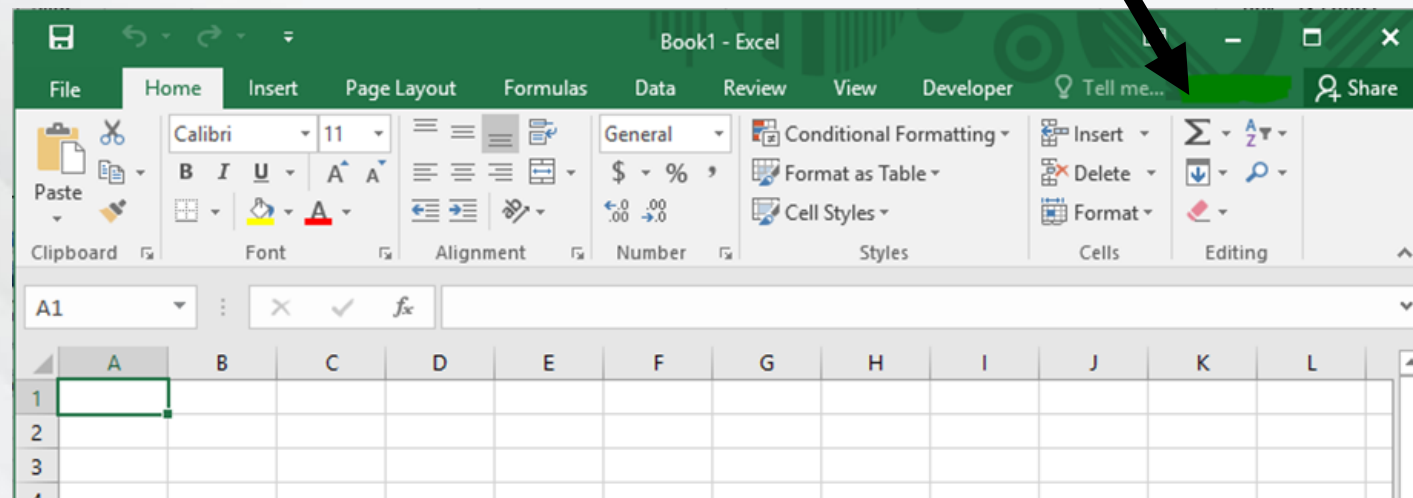 Book1 - Excel
File Home Insert Page Layout Formulas Data Review View Developer Tell me... Share
Calibri 11 General Conditional Formatting Insert
Paste B I U A A $ % Format as Table Delete
A .00 .00 Cell Styles Format
Clipboard Font Alignment Number Styles Cells Editing
A1 fx
A B C D E F G H I J K L
1
2
3